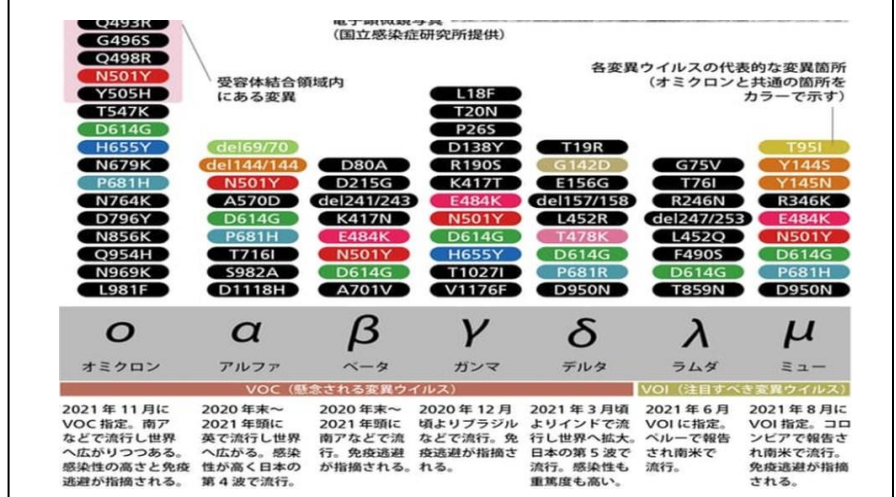 Q493R
G496S
Q498R
N501Y
Y505H
T547K
D614G
H655Y
N679K
P681H
N764K
D796Y
N856K
Q954H
N969K
L981F
(国立感染症研究所提供)
受容体結合領域内
にある変異
各変異ウイルスの代表的な変異箇所
(オミクロンと共通の箇所を
カラーで示す)
del69/70
del144/144
N501Y
A570D
D614G
P681H
T716I
S982A
D1118H
D80A
D215G
del241/243
K417N
E484K
N501Y
D614G
A701V
L18F
T20N
P26S
D138Y
R190S
K417T
E484K
N501Y
D614G
H655Y
T1027I
V1176F
T19R
G142D
E156G
del157/158
L452R
T478K
D614G
P681R
D950N
G75V
T76I
R246N
del247/253
L452Q
F490S
D614G
T859N
T95I
Y144S
Y145N
R346K
E484K
N501Y
D614G
P681H
D950N
ο α β γ δ λ μ
オミクロン アルファ ベータ ガンマ デルタ ラムダ ミュー
VOC(懸念される変異ウイルス)
VOI(注目すべき変異ウイルス)
2021年11月に
VOC指定。南ア
などで流行し世界
へ広がりつつある。
感染性の高さと免疫
逃避が指摘される。
2020年末～
2021年頭に
英で流行し世界
へ広がる。感染
性が高く日本の
第4波で流行。
2020年末～
2021年頭に
南アなどで流
行。免疫逃避
が指摘される。
2020年12月
頃よりブラジル
などで流行。免
疫逃避が指摘さ
れる。
2021年3月頃
よりインドで流
行し世界へ拡大。
日本の第5波で
流行。感染性も
重篤度も高い。
2021年6月
VOIに指定。
ペルーで報告
され南米で
流行。
2021年8月に
VOI指定。コロ
ンビアで報告さ
れ南米で流行。
免疫逃避が指摘
される。